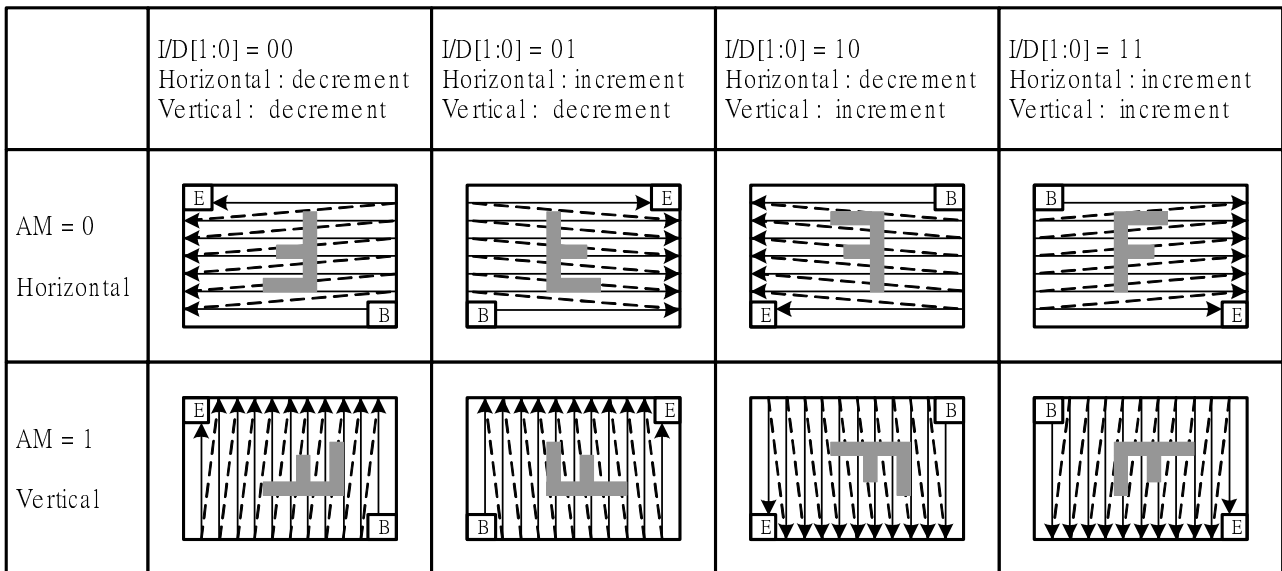 I/D[1:0] = 00
Horizontal : decrement
Vertical : decrement
I/D[1:0] = 01
Horizontal : increment
Vertical : decrement
I/D[1:0] = 10
Horizontal : decrement
Vertical : increment
I/D[1:0] = 11
Horizontal : increment
Vertical : increment
AM = 0
Horizontal
E
B
E
B
B
E
B
E
AM = 1
Vertical
E
B
E
B
B
E
B
E